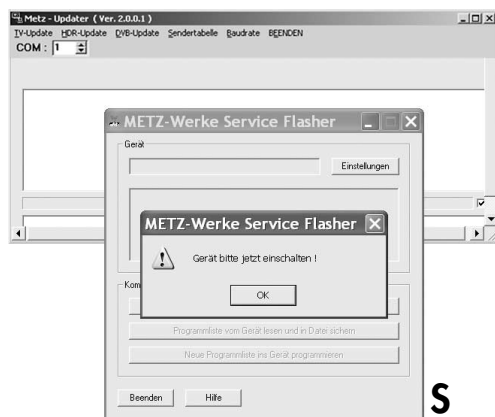 Metz - Updater ( Ver. 2.0.0.1 )
TV-Update HDR-Update DVB-Update Sendertabelle Baudrate BEENDEN
COM : 1
METZ-Werke Service Flasher
Gerät
Einstellungen
METZ-Werke Service Flasher
Gerät bitte jetzt einschalten !
OK
Kom
Programmliste vom Gerät lesen und in Datei sichern
Neue Programmliste ins Gerät programmieren
Beenden Hilfe
S